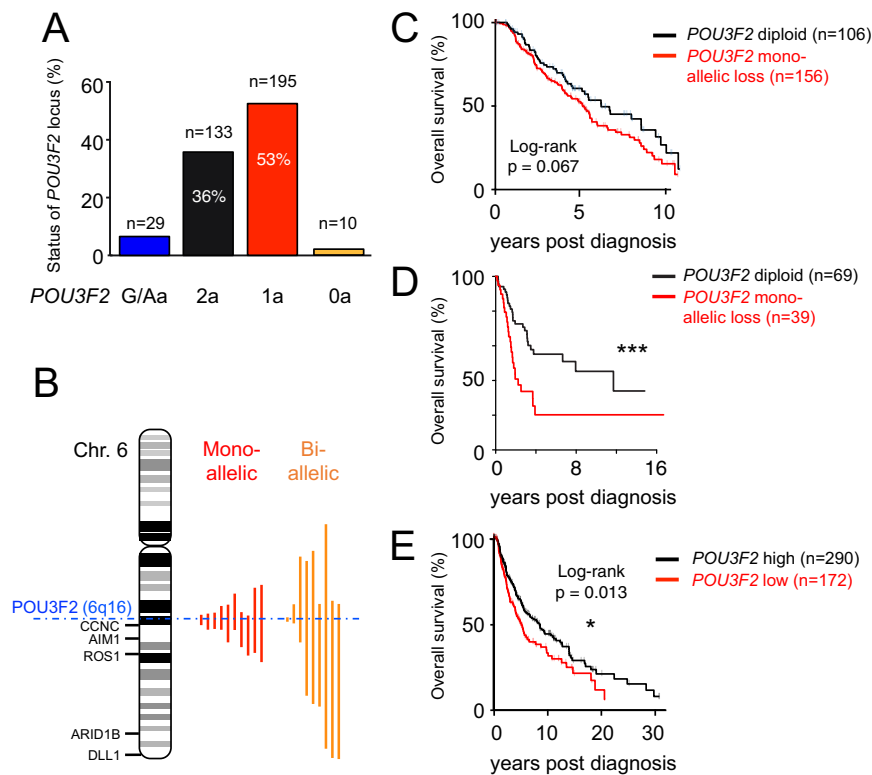 A
Status of POU3F2 locus (%)
60
40
20
0
n=29
n=133
n=195
n=10
36%
53%
POU3F2 G/Aa 2a 1a 0a
B
Chr. 6
Mono-
allelic
Bi-
allelic
POU3F2 (6q16)
CCNC
AIM1
ROS1
ARID1B
DLL1
C
Overall survival (%)
100
50
0
0 5 10
years post diagnosis
Log-rank
p = 0.067
POU3F2 diploid (n=106)
POU3F2 mono-
allelic loss (n=156)
D
Overall survival (%)
100
50
0
0 4 8 16
years post diagnosis
***
POU3F2 diploid (n=69)
POU3F2 mono-
allelic loss (n=39)
E
Overall survival (%)
100
50
0
0 10 20 30
years post diagnosis
Log-rank
p = 0.013
*
POU3F2 high (n=290)
POU3F2 low (n=172)